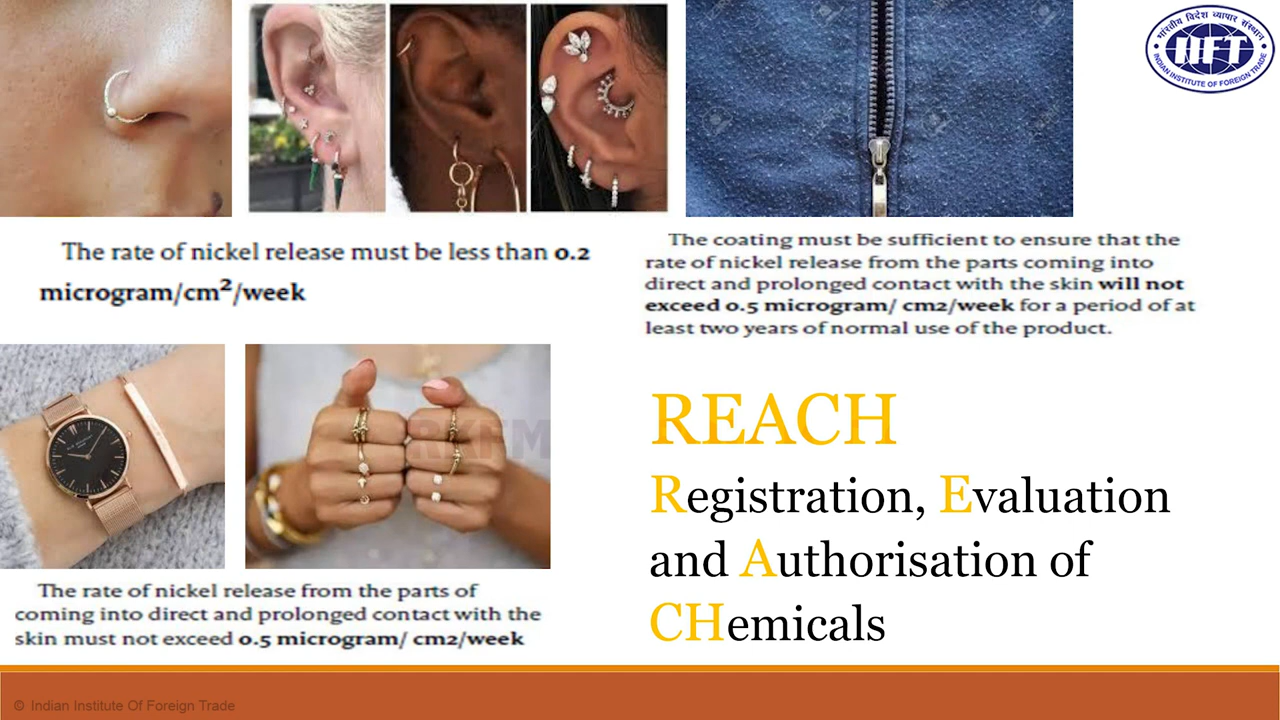 भारतीय विदेश व्यापार संस्थान
IIFT
INDIAN INSTITUTE OF FOREIGN TRADE
The rate of nickel release must be less than 0.2
microgram/cm²/week
The coating must be sufficient to ensure that the
rate of nickel release from the parts coming into
direct and prolonged contact with the skin will not
exceed 0.5 microgram/ cm2/week for a period of at
least two years of normal use of the product.
The rate of nickel release from the parts of
coming into direct and prolonged contact with the
skin must not exceed 0.5 microgram/ cm2/week
REACH
Registration, Evaluation
and Authorisation of
CHemicals
© Indian Institute Of Foreign Trade